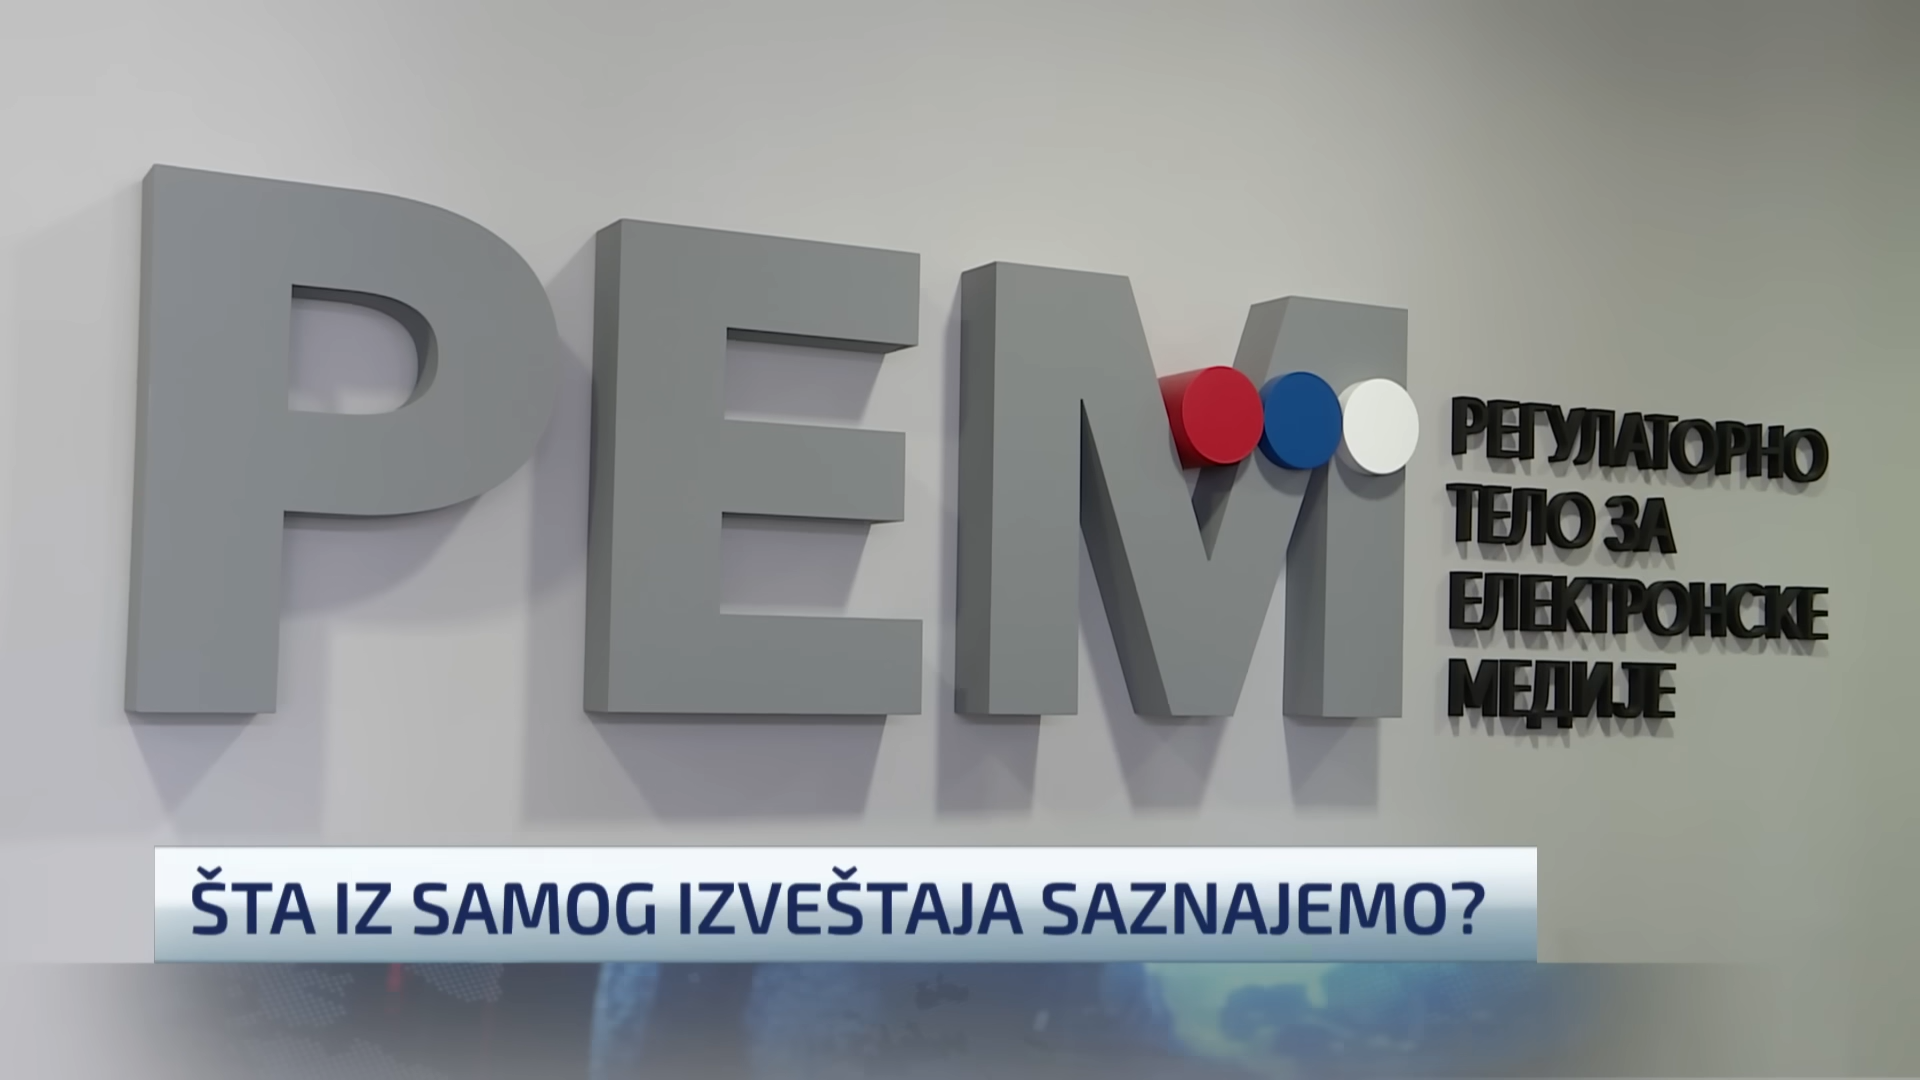 РЕМ
РЕГУЛАТОРНО
ТЕЛО ЗА
ЕЛЕКТРОНСКЕ
МЕДИЈЕ
ŠTA IZ SAMOG IZVEŠTAJA SAZNAJEMO?